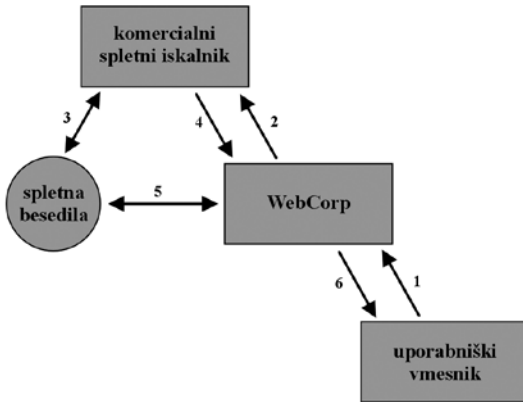 komercialni
spletni iskalnik
3
4
2
spletna
besedila
5
WebCorp
6
1
uporabniški
vmesnik